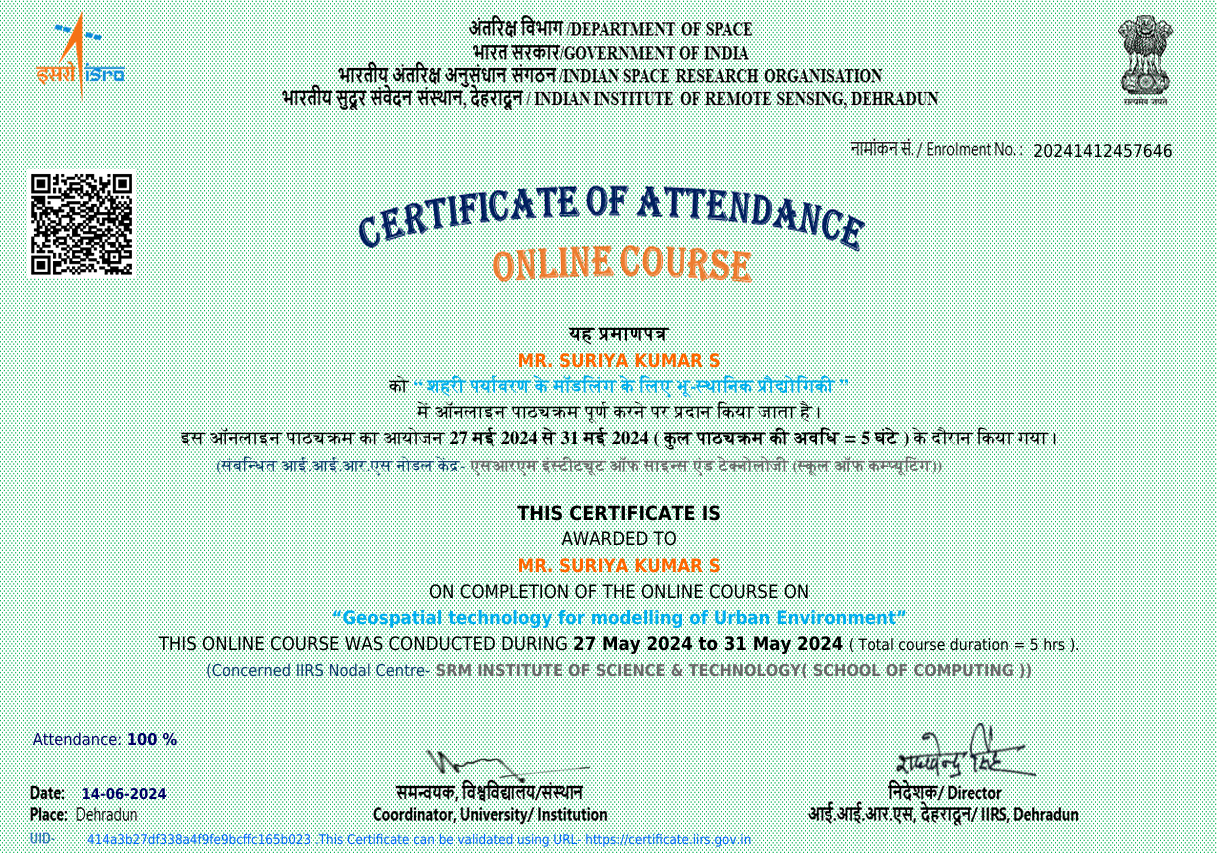 इसरो isro
अंतरिक्ष विभाग /DEPARTMENT OF SPACE
भारत सरकार/GOVERNMENT OF INDIA
भारतीय अंतरिक्ष अनुसंधान संगठन /INDIAN SPACE RESEARCH ORGANISATION
भारतीय सुदूर संवेदन संस्थान, देहरादून / INDIAN INSTITUTE OF REMOTE SENSING, DEHRADUN
सत्यमेव जयते
नामांकन सं. / Enrolment No. : 20241412457646
CERTIFICATE OF ATTENDANCE
ONLINE COURSE
यह प्रमाणपत्र
MR. SURIYA KUMAR S
को “ शहरी पर्यावरण के मॉडलिंग के लिए भू-स्थानिक प्रौद्योगिकी ”
में ऑनलाइन पाठ्यक्रम पूर्ण करने पर प्रदान किया जाता है ।
इस ऑनलाइन पाठ्यक्रम का आयोजन 27 मई 2024 से 31 मई 2024 ( कुल पाठ्यक्रम की अवधि = 5 घंटे ) के दौरान किया गया ।
(संबन्धित आई.आई.आर.एस नोडल केंद्र- एसआरएम इंस्टीट्यूट ऑफ साइन्स एंड टेक्नोलोजी (स्कूल ऑफ कम्प्यूटिंग))
THIS CERTIFICATE IS
AWARDED TO
MR. SURIYA KUMAR S
ON COMPLETION OF THE ONLINE COURSE ON
“Geospatial technology for modelling of Urban Environment”
THIS ONLINE COURSE WAS CONDUCTED DURING 27 May 2024 to 31 May 2024 ( Total course duration = 5 hrs ).
(Concerned IIRS Nodal Centre- SRM INSTITUTE OF SCIENCE & TECHNOLOGY( SCHOOL OF COMPUTING ))
Attendance: 100 %
समन्वयक, विश्वविद्यालय/संस्थान
Coordinator, University/ Institution
निदेशक/ Director
आई.आई.आर.एस, देहरादून/ IIRS, Dehradun
Date: 14-06-2024
Place: Dehradun
UID- 414a3b27df338a4f9fe9bcffc165b023 .This Certificate can be validated using URL- https://certificate.iirs.gov.in